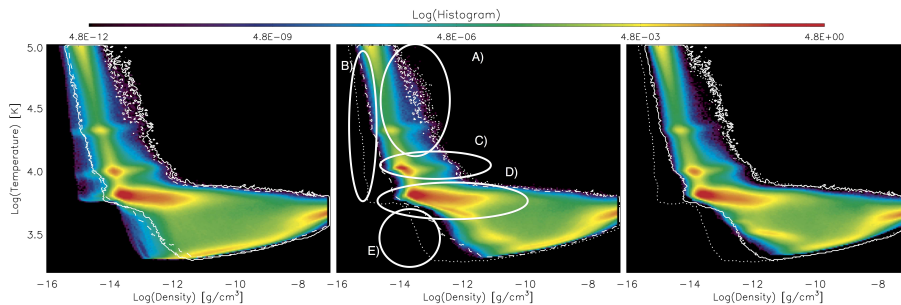 Log(Histogram)
4.8E-12 4.8E-09 4.8E-06 4.8E-03 4.8E+00
5.0
4.5
4.0
3.5
Log(Temperature) [K]
A)
B)
C)
D)
E)
-16 -14 -12 -10 -8
-16 -14 -12 -10 -8
-16 -14 -12 -10 -8
Log(Density) [g/cm³]
Log(Density) [g/cm³]
Log(Density) [g/cm³]